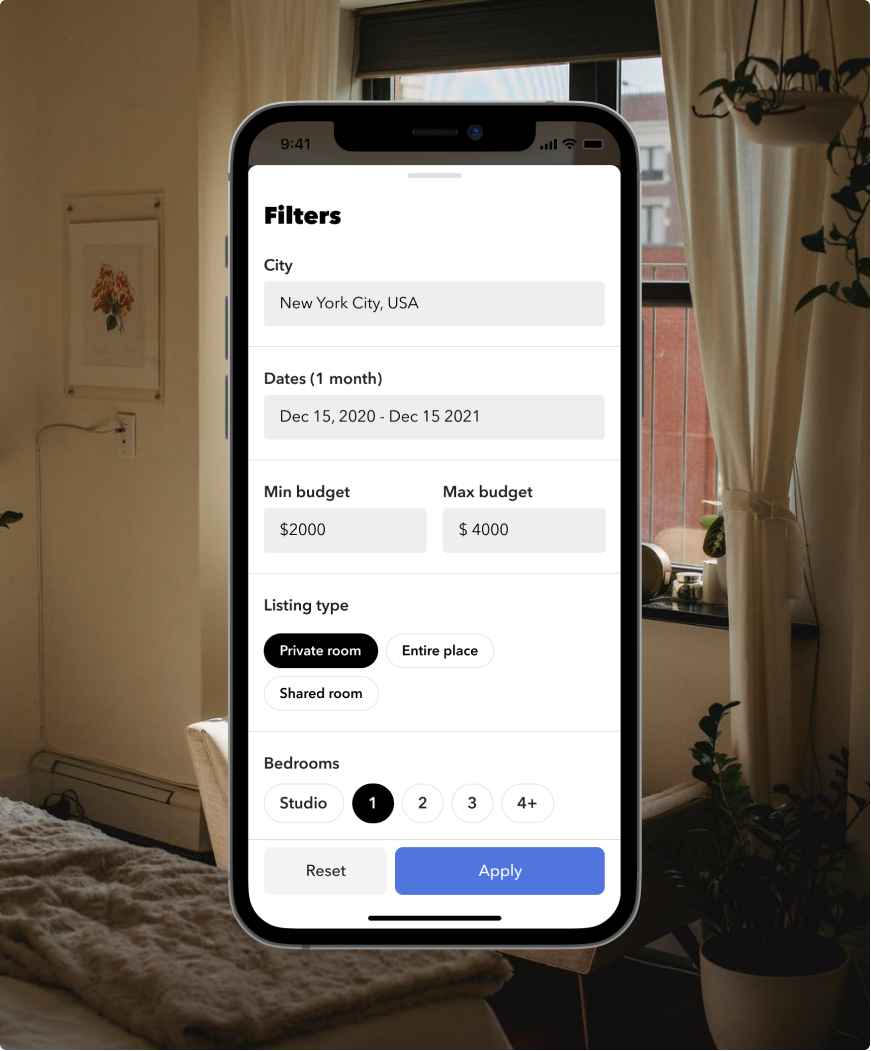 9:41
Filters
City
New York City, USA
Dates (1 month)
Dec 15, 2020 - Dec 15 2021
Min budget Max budget
$2000 $ 4000
Listing type
Private room Entire place
Shared room
Bedrooms
Studio 1 2 3 4+
Reset Apply